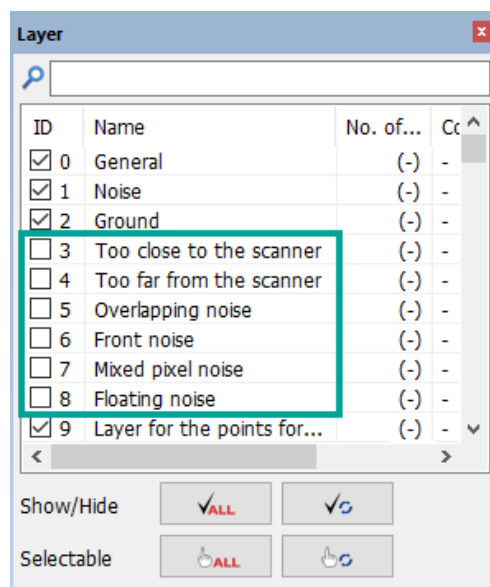 Layer
ID Name No. of... Co
0 General (-) -
1 Noise (-) -
2 Ground (-) -
3 Too close to the scanner (-) -
4 Too far from the scanner (-) -
5 Overlapping noise (-) -
6 Front noise (-) -
7 Mixed pixel noise (-) -
8 Floating noise (-) -
9 Layer for the points for... (-) -
Show/Hide ALL
Selectable ALL